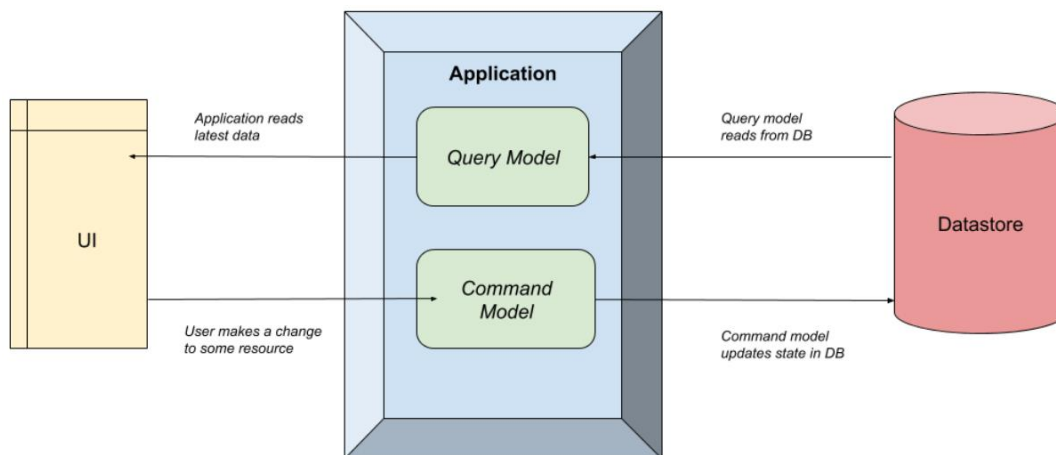 Application
Application reads
latest data
Query model
reads from DB
Query Model
UI
Datastore
Command
Model
User makes a change
to some resource
Command model
updates state in DB